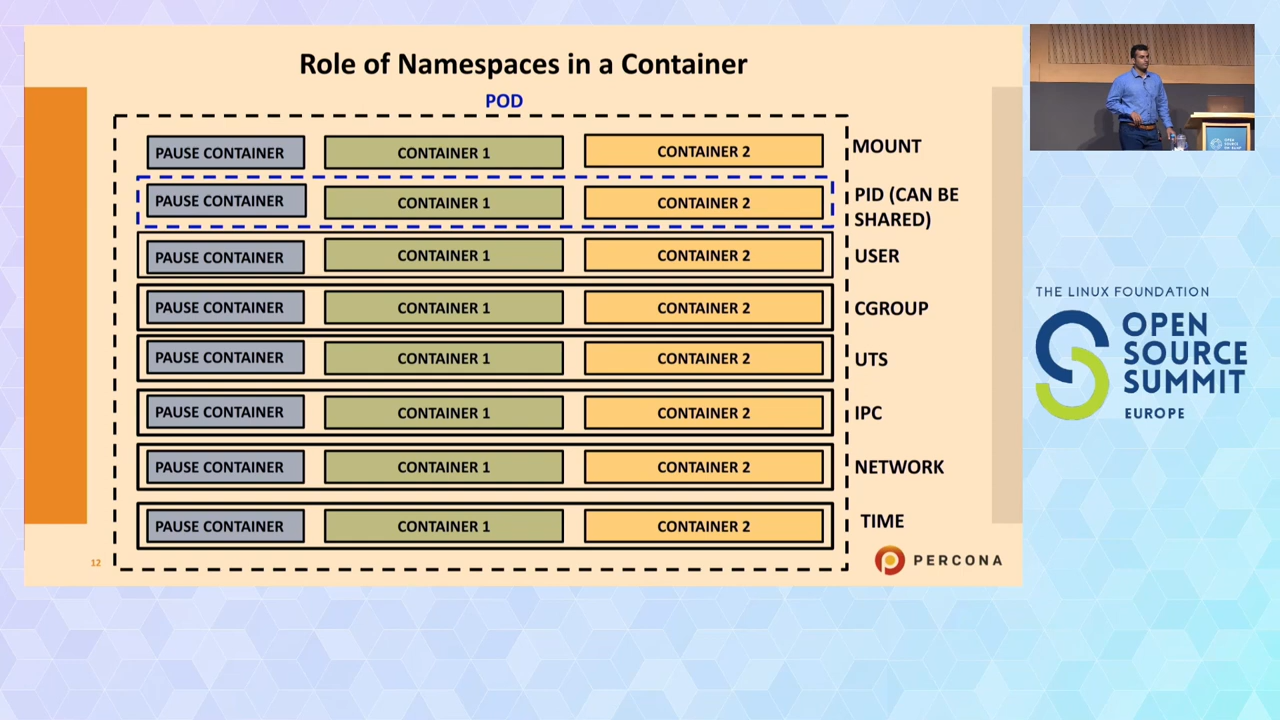 Role of Namespaces in a Container
POD
PAUSE CONTAINER CONTAINER 1 CONTAINER 2 MOUNT
PAUSE CONTAINER CONTAINER 1 CONTAINER 2 PID (CAN BE
SHARED)
PAUSE CONTAINER CONTAINER 1 CONTAINER 2 USER
PAUSE CONTAINER CONTAINER 1 CONTAINER 2 CGROUP
PAUSE CONTAINER CONTAINER 1 CONTAINER 2 UTS
PAUSE CONTAINER CONTAINER 1 CONTAINER 2 IPC
PAUSE CONTAINER CONTAINER 1 CONTAINER 2 NETWORK
PAUSE CONTAINER CONTAINER 1 CONTAINER 2 TIME
12
PERCONA
THE LINUX FOUNDATION
OPEN
SOURCE
SUMMIT
EUROPE